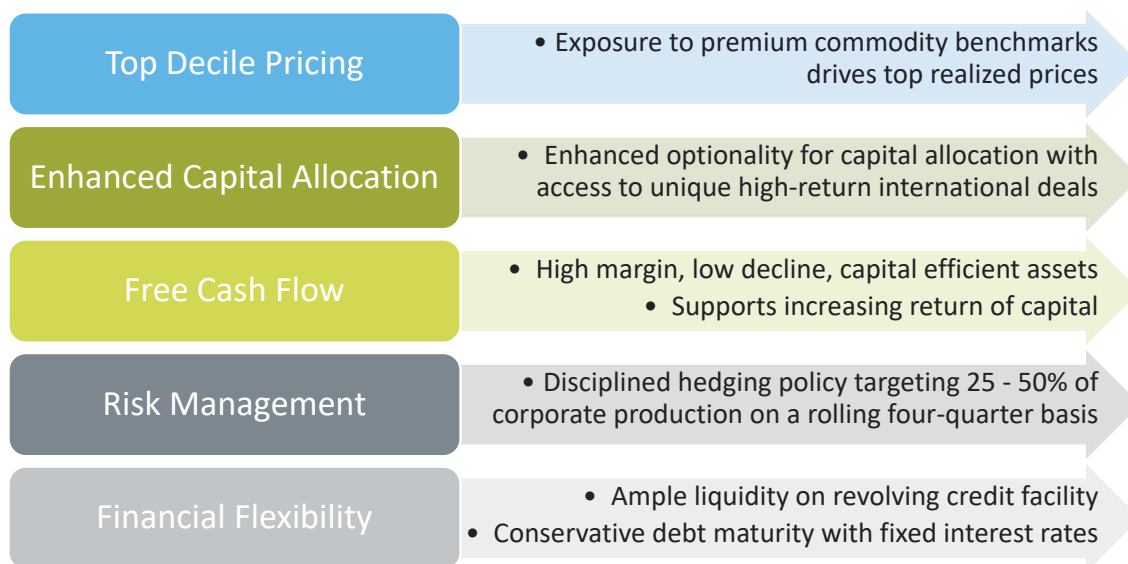 Top Decile Pricing
• Exposure to premium commodity benchmarks
drives top realized prices
Enhanced Capital Allocation
• Enhanced optionality for capital allocation with
access to unique high-return international deals
Free Cash Flow
• High margin, low decline, capital efficient assets
• Supports increasing return of capital
Risk Management
• Disciplined hedging policy targeting 25 - 50% of
corporate production on a rolling four-quarter basis
Financial Flexibility
• Ample liquidity on revolving credit facility
• Conservative debt maturity with fixed interest rates